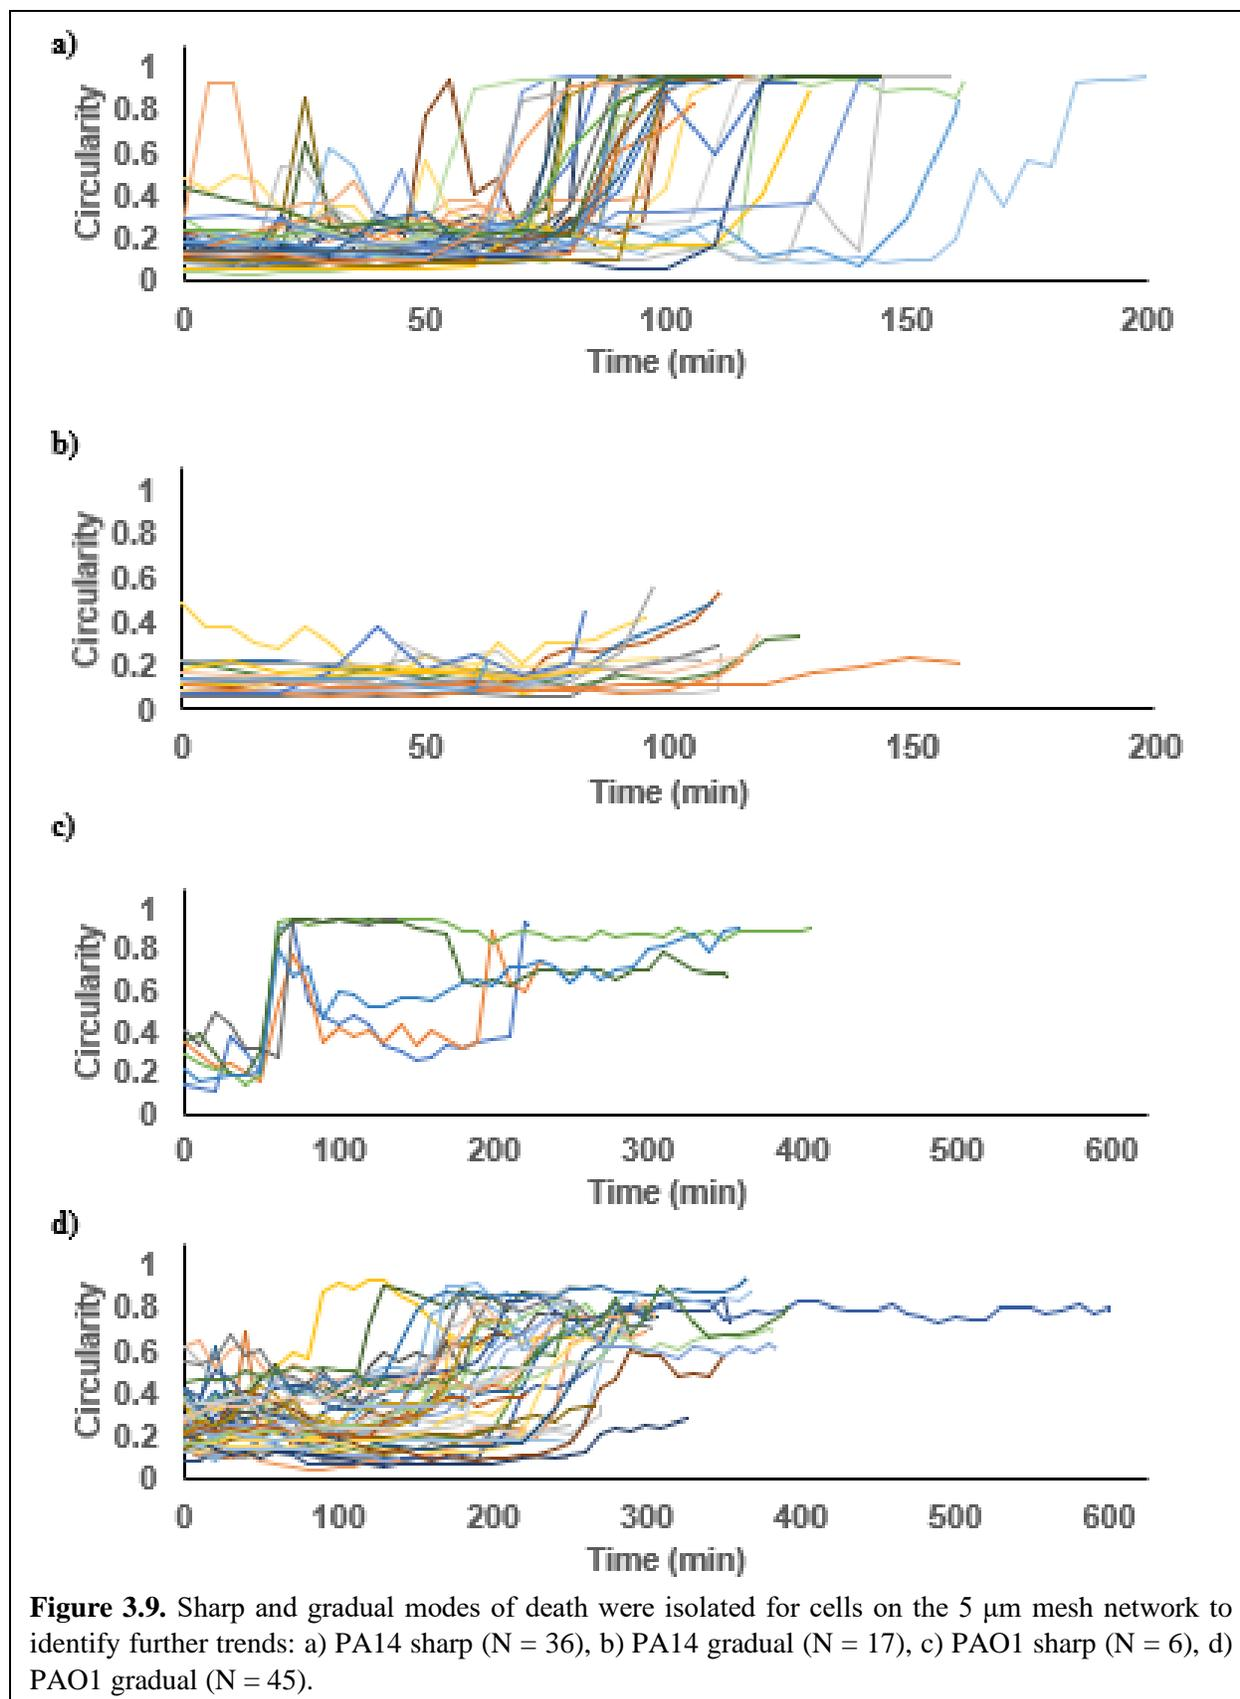 a)
1
0.8
0.6
0.4
0.2
0
Circularity
0 50 100 150 200
Time (min)
b)
1
0.8
0.6
0.4
0.2
0
Circularity
0 50 100 150 200
Time (min)
c)
1
0.8
0.6
0.4
0.2
0
Circularity
0 100 200 300 400 500 600
Time (min)
d)
1
0.8
0.6
0.4
0.2
0
Circularity
0 100 200 300 400 500 600
Time (min)
Figure 3.9. Sharp and gradual modes of death were isolated for cells on the 5 μm mesh network to
identify further trends: a) PA14 sharp (N = 36), b) PA14 gradual (N = 17), c) PAO1 sharp (N = 6), d)
PAO1 gradual (N = 45).